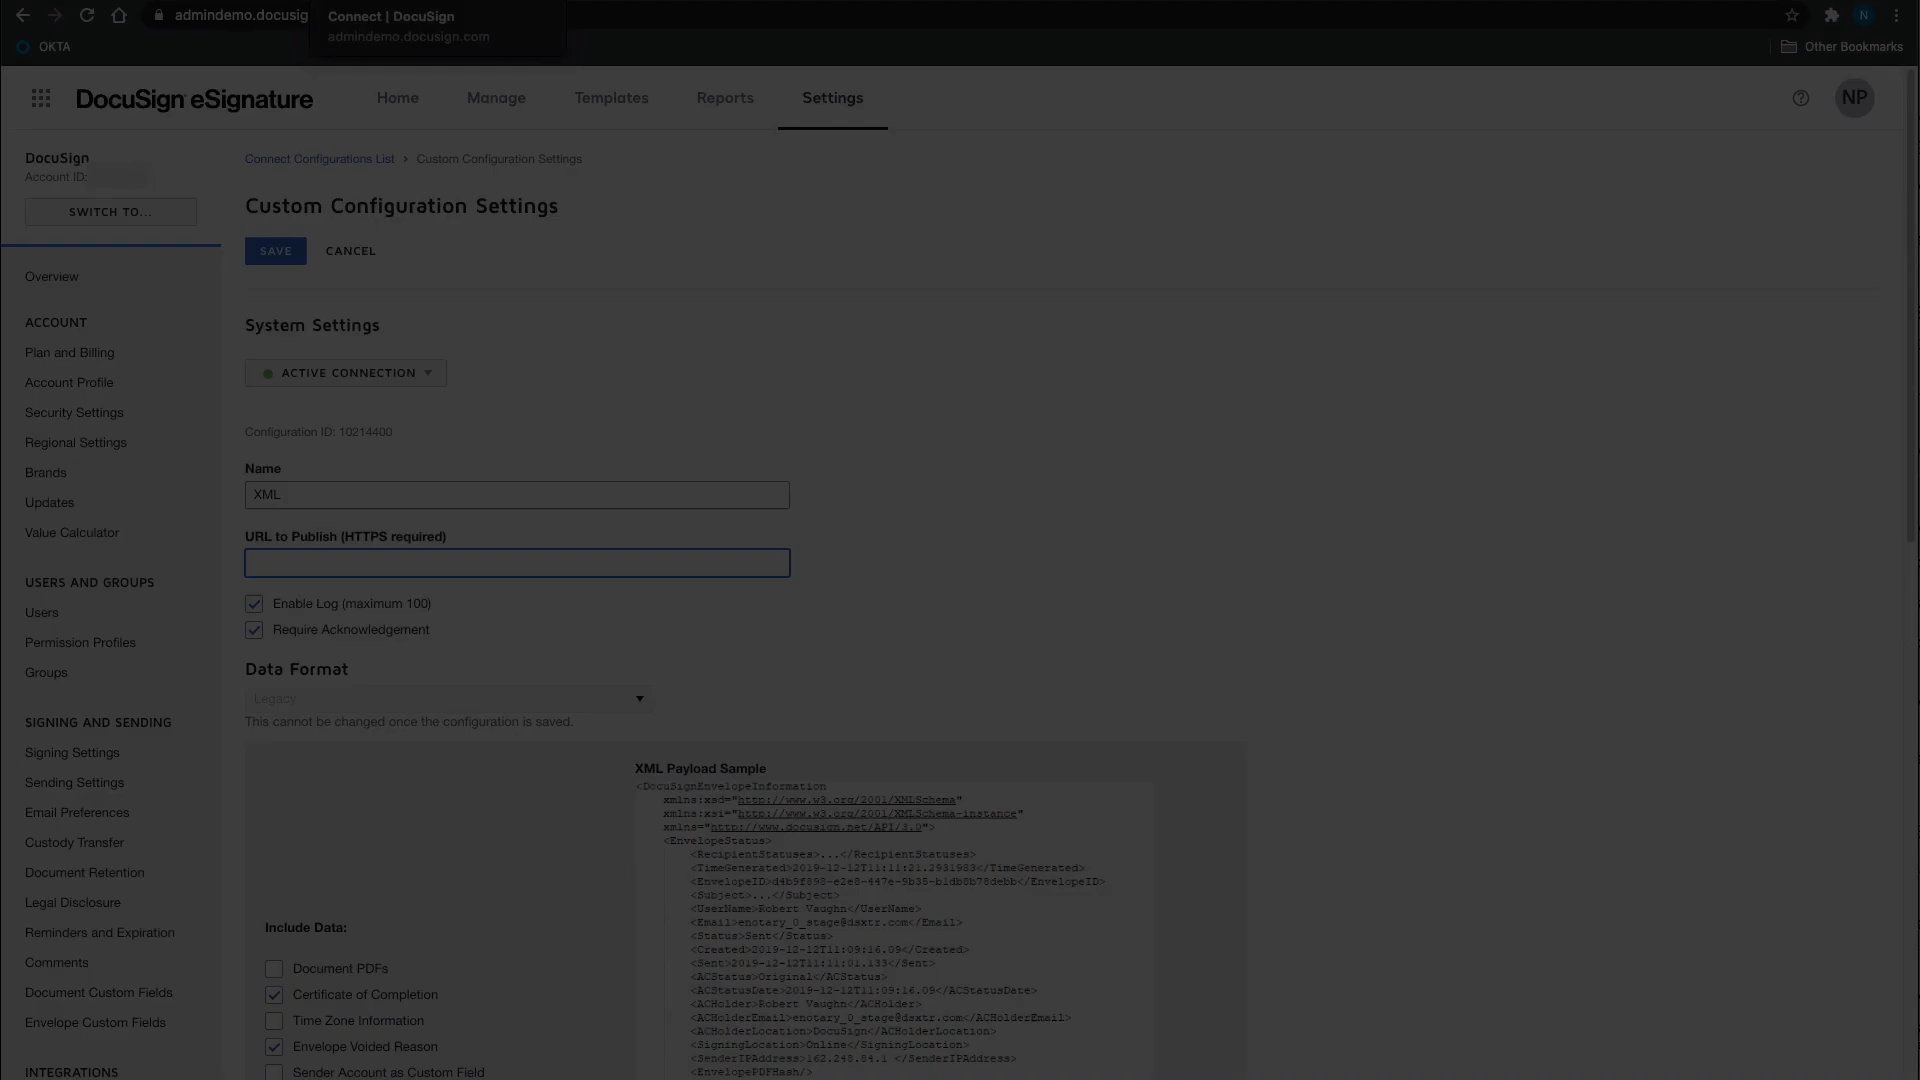 admindemo.docusig
Connect | DocuSign
admindemo.docusign.com
N
OKTA
Other Bookmarks
DocuSign eSignature
Home
Manage
Templates
Reports
Settings
NP
DocuSign
Account ID:
SWITCH TO...
Overview
ACCOUNT
Plan and Billing
Account Profile
Security Settings
Regional Settings
Brands
Updates
Value Calculator
USERS AND GROUPS
Users
Permission Profiles
Groups
SIGNING AND SENDING
Signing Settings
Sending Settings
Email Preferences
Custody Transfer
Document Retention
Legal Disclosure
Reminders and Expiration
Comments
Document Custom Fields
Envelope Custom Fields
INTEGRATIONS
Connect Configurations List › Custom Configuration Settings
Custom Configuration Settings
SAVE
CANCEL
System Settings
ACTIVE CONNECTION
Configuration ID: 10214400
Name
XML
URL to Publish (HTTPS required)
Enable Log (maximum 100)
Require Acknowledgement
Data Format
Legacy
This cannot be changed once the configuration is saved.
Include Data:
Document PDFs
Certificate of Completion
Time Zone Information
Envelope Voided Reason
Sender Account as Custom Field
XML Payload Sample
<DocuSignEnvelopeInformation
xmlns:xsd="http://www.w3.org/2001/XMLSchema"
xmlns:xsi="http://www.w3.org/2001/XMLSchema-instance"
xmlns="http://www.docusign.net/API/3.0">
<EnvelopeStatus>
<RecipientStatuses>...</RecipientStatuses>
<TimeGenerated>2019-12-12T11:11:21.2931983</TimeGenerated>
<EnvelopeID>d4b9f898-e2e8-447e-9b35-b1db8b78debb</EnvelopeID>
<Subject>...</Subject>
<UserName>Robert Vaughn</UserName>
<Email>enotary_0_stage@dsxtr.com</Email>
<Status>Sent</Status>
<Created>2019-12-12T11:09:16.09</Created>
<Sent>2019-12-12T11:11:01.133</Sent>
<ACStatus>Original</ACStatus>
<ACStatusDate>2019-12-12T11:09:16.09</ACStatusDate>
<ACHolder>Robert Vaughn</ACHolder>
<ACHolderEmail>enotary_0_stage@dsxtr.com</ACHolderEmail>
<ACHolderLocation>DocuSign</ACHolderLocation>
<SigningLocation>Online</SigningLocation>
<SenderIPAddress>162.248.84.1 </SenderIPAddress>
<EnvelopePDFHash/>